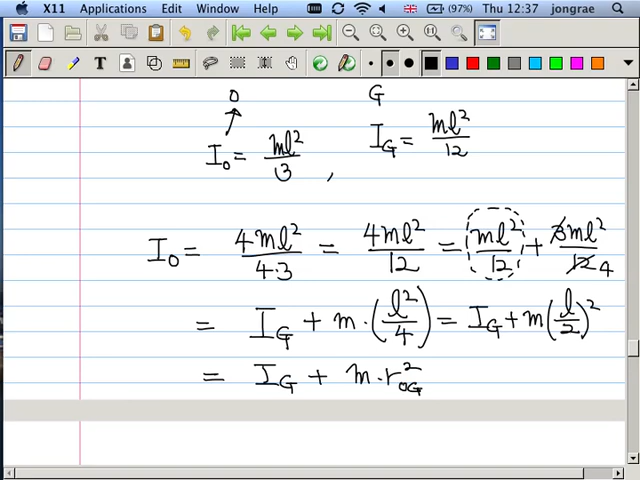 X11 Applications Edit Window Help (97%) Thu 12:37 jongrae
O G
I_O = ml²/3 , I_G = ml²/12
I_O = 4ml²/4·3 = 4ml²/12 = ml²/12 + 3ml²/12 4
= I_G + m·(l²/4) = I_G + m(l/2)²
= I_G + m·r_OG²